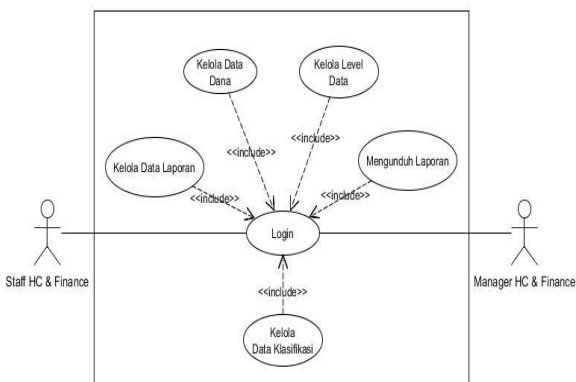 Kelola Data
Dana
Kelola Level
Data
<<include>>
<<include>>
Kelola Data Laporan
Mengunduh Laporan
<<include>>
<<include>>
Login
Staff HC & Finance
Manager HC & Finance
<<include>>
Kelola
Data Klasifikasi